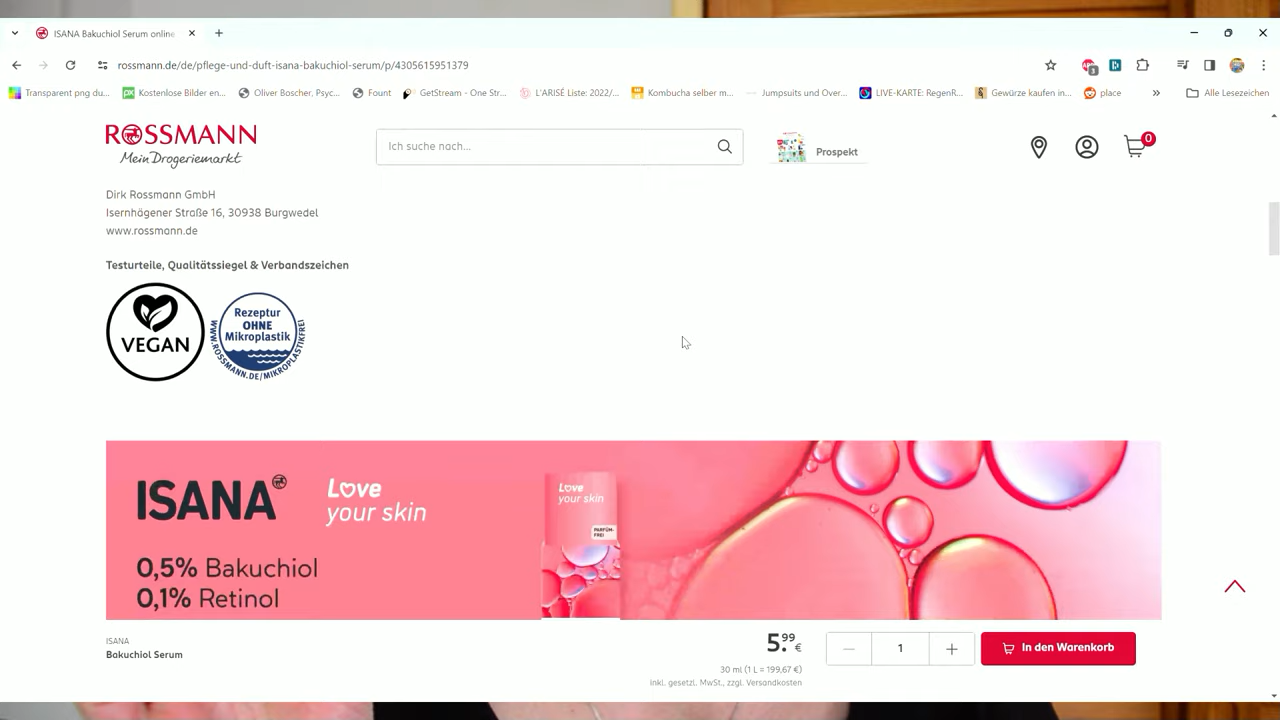 ISANA Bakuchiol Serum online
rossmann.de/de/pflege-und-duft-isana-bakuchiol-serum/p/4305615951379
Transparent png du...
Kostenlose Bilder en...
Oliver Boscher, Psyc...
Fount
GetStream - One Str...
L'ARISÉ Liste: 2022/...
Kombucha selber m...
Jumpsuits und Over...
LIVE-KARTE: RegenR...
Gewürze kaufen in...
place
»
Alle Lesezeichen
ROSSMANN
Mein Drogeriemarkt
Ich suche nach...
Prospekt
0
Dirk Rossmann GmbH
Isernhägener Straße 16, 30938 Burgwedel
www.rossmann.de
Testurteile, Qualitätssiegel & Verbandszeichen
VEGAN
Rezeptur
OHNE
Mikroplastik
WWW.ROSSMANN.DE/MIKROPLASTIKFREI
ISANA
Love
your skin
Love
your skin
PARFÜM-
FREI
0,5% Bakuchiol
0,1% Retinol
ISANA
Bakuchiol Serum
5.99 €
30 ml (1 L = 199,67 €)
inkl. gesetzl. MwSt., zzgl. Versandkosten
1
In den Warenkorb